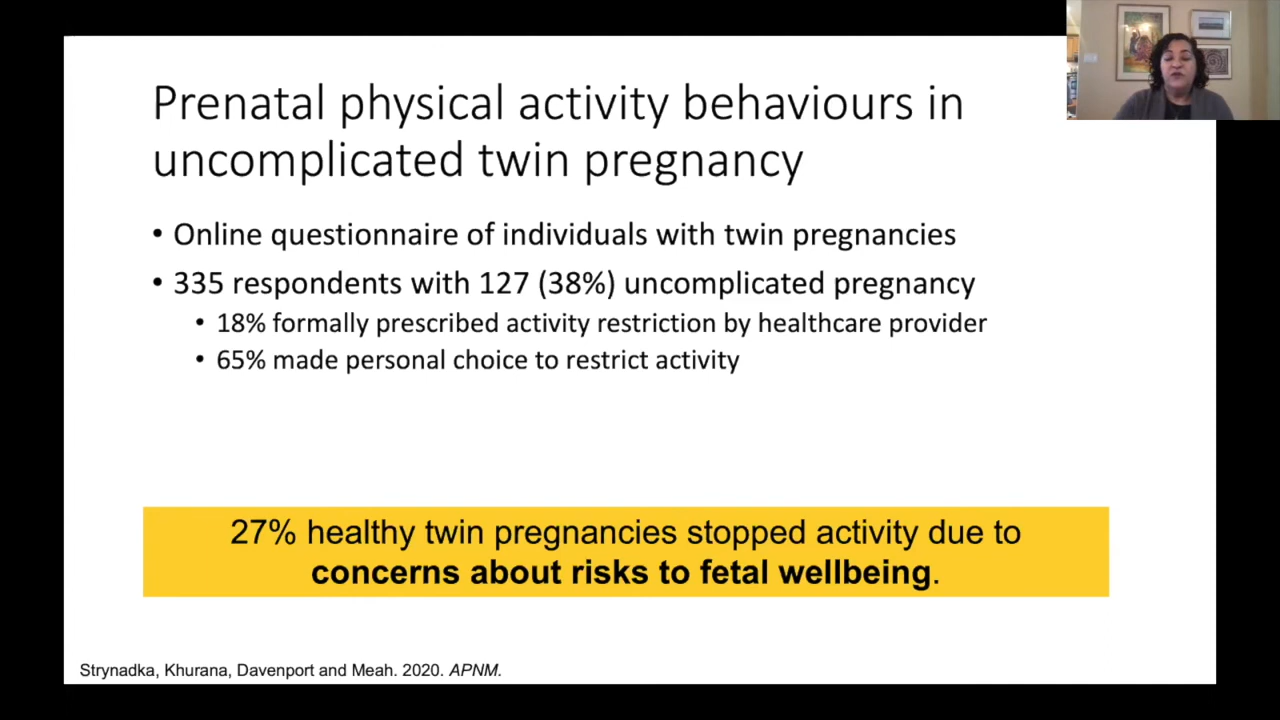 Prenatal physical activity behaviours in
uncomplicated twin pregnancy
• Online questionnaire of individuals with twin pregnancies
• 335 respondents with 127 (38%) uncomplicated pregnancy
• 18% formally prescribed activity restriction by healthcare provider
• 65% made personal choice to restrict activity
27% healthy twin pregnancies stopped activity due to
concerns about risks to fetal wellbeing.
Strynadka, Khurana, Davenport and Meah. 2020. APNM.